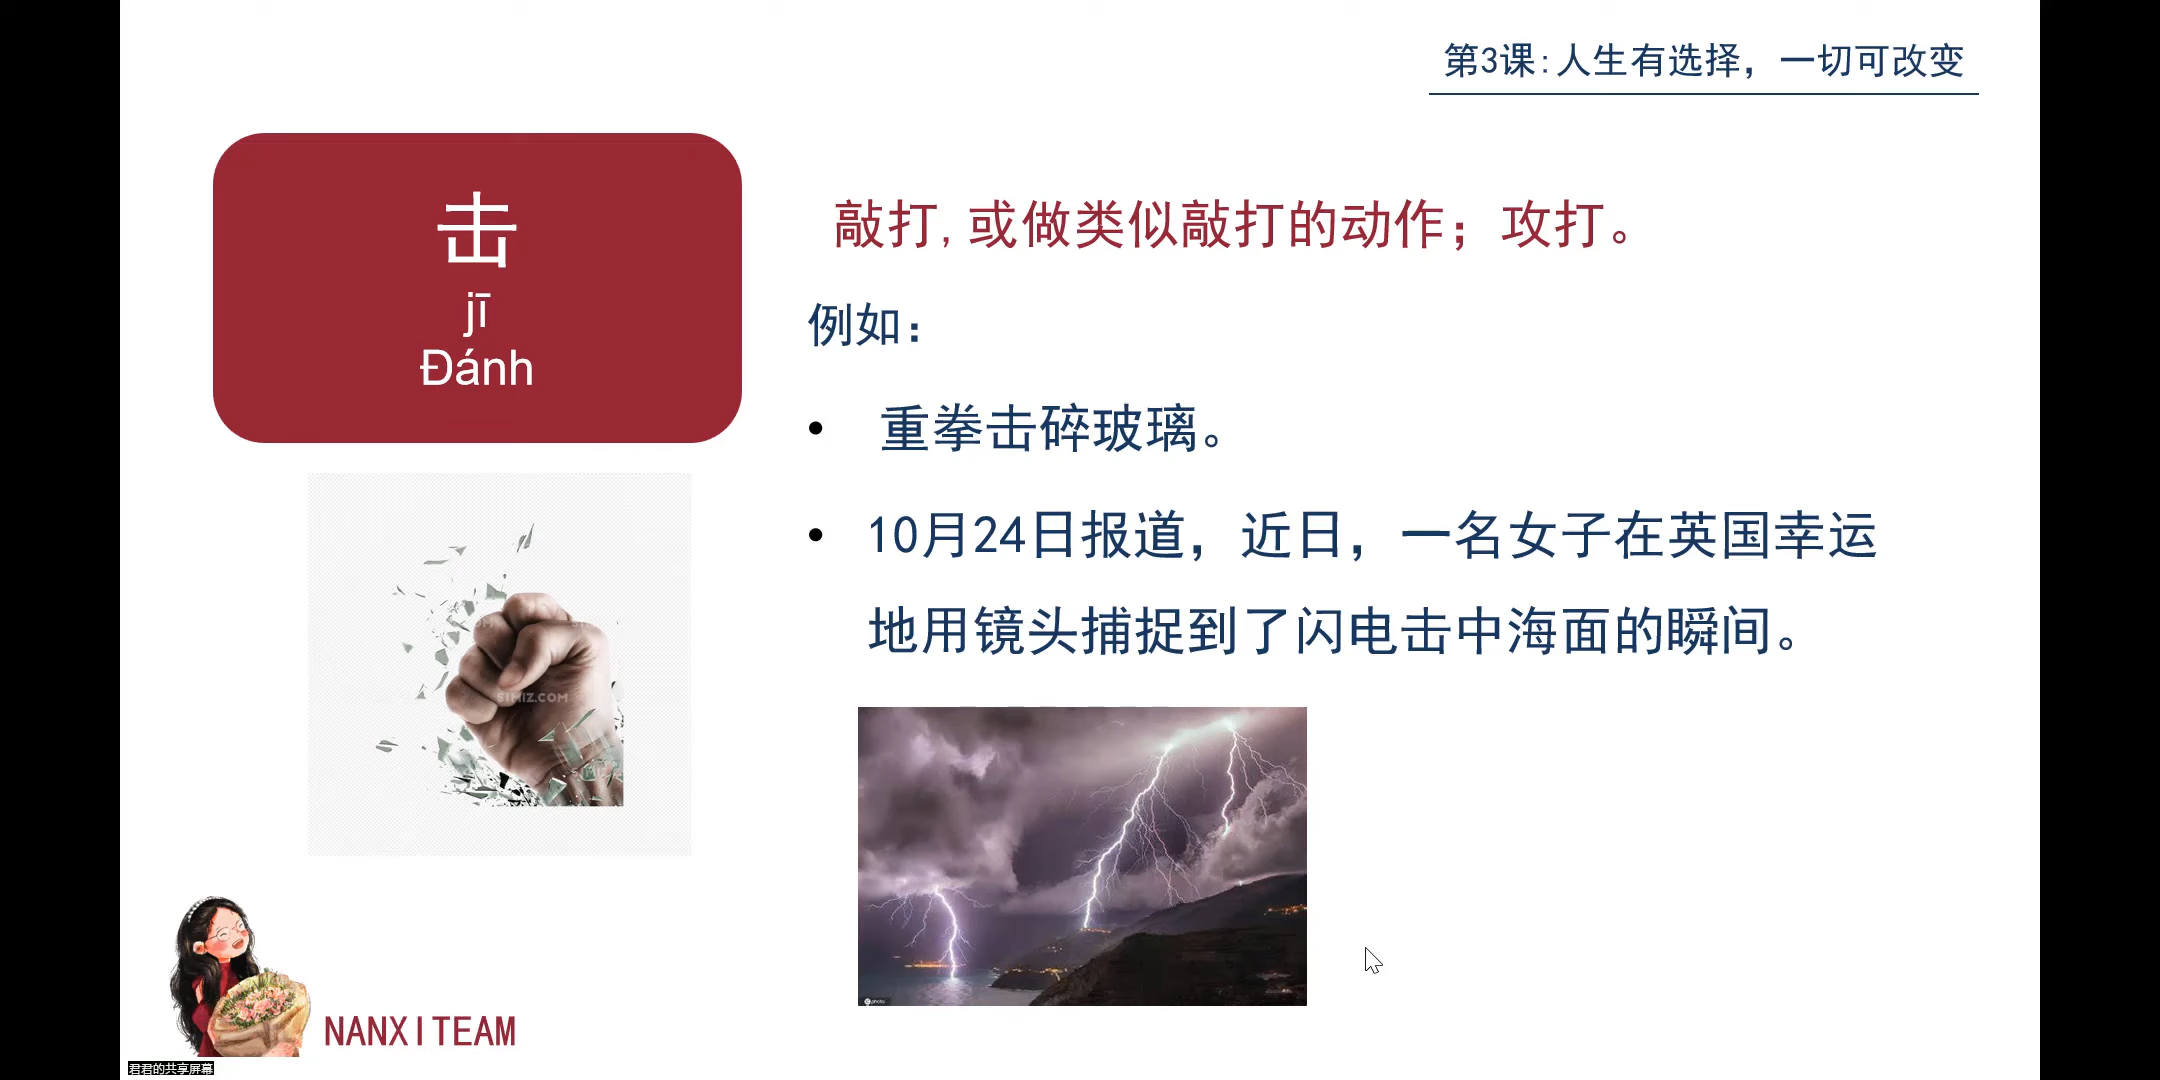 第3课:人生有选择，一切可改变
击
jī
Đánh
敲打,或做类似敲打的动作；攻打。
例如：
• 重拳击碎玻璃。
• 10月24日报道，近日，一名女子在英国幸运
地用镜头捕捉到了闪电击中海面的瞬间。
51MIZ.COM
photo
NANXITEAM
君君的共享屏幕